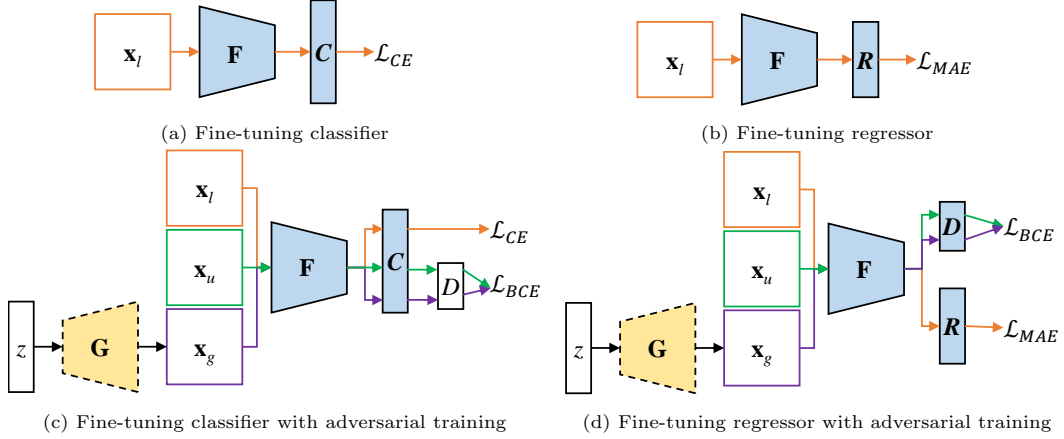 x_l F C ℒ_CE
x_l F R ℒ_MAE
(a) Fine-tuning classifier
(b) Fine-tuning regressor
x_l
x_u
x_g
z
G
F
C
D
ℒ_CE
ℒ_BCE
x_l
x_u
x_g
z
G
F
D
R
ℒ_BCE
ℒ_MAE
(c) Fine-tuning classifier with adversarial training
(d) Fine-tuning regressor with adversarial training